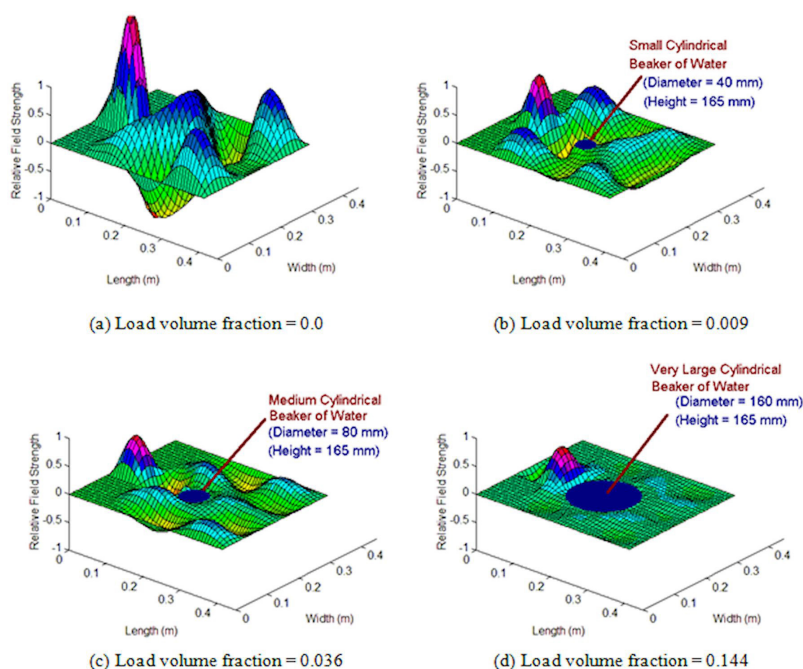 1
0.5
0
-0.5
-1
Relative Field Strength
0
0.1
0.2
0.3
0.4
Length (m)
0
0.1
0.2
0.3
0.4
Width (m)
(a) Load volume fraction = 0.0
Small Cylindrical
Beaker of Water
(Diameter = 40 mm)
(Height = 165 mm)
1
0.5
0
-0.5
-1
Relative Field Strength
0
0.1
0.2
0.3
0.4
Length (m)
0
0.1
0.2
0.3
0.4
Width (m)
(b) Load volume fraction = 0.009
Medium Cylindrical
Beaker of Water
(Diameter = 80 mm)
(Height = 165 mm)
1
0.5
0
-0.5
-1
Relative Field Strength
0
0.1
0.2
0.3
0.4
Length (m)
0
0.1
0.2
0.3
0.4
Width (m)
(c) Load volume fraction = 0.036
Very Large Cylindrical
Beaker of Water
(Diameter = 160 mm)
(Height = 165 mm)
1
0.5
0
-0.5
-1
Relative Field Strength
0
0.1
0.2
0.3
0.4
Length (m)
0
0.1
0.2
0.3
0.4
Width (m)
(d) Load volume fraction = 0.144